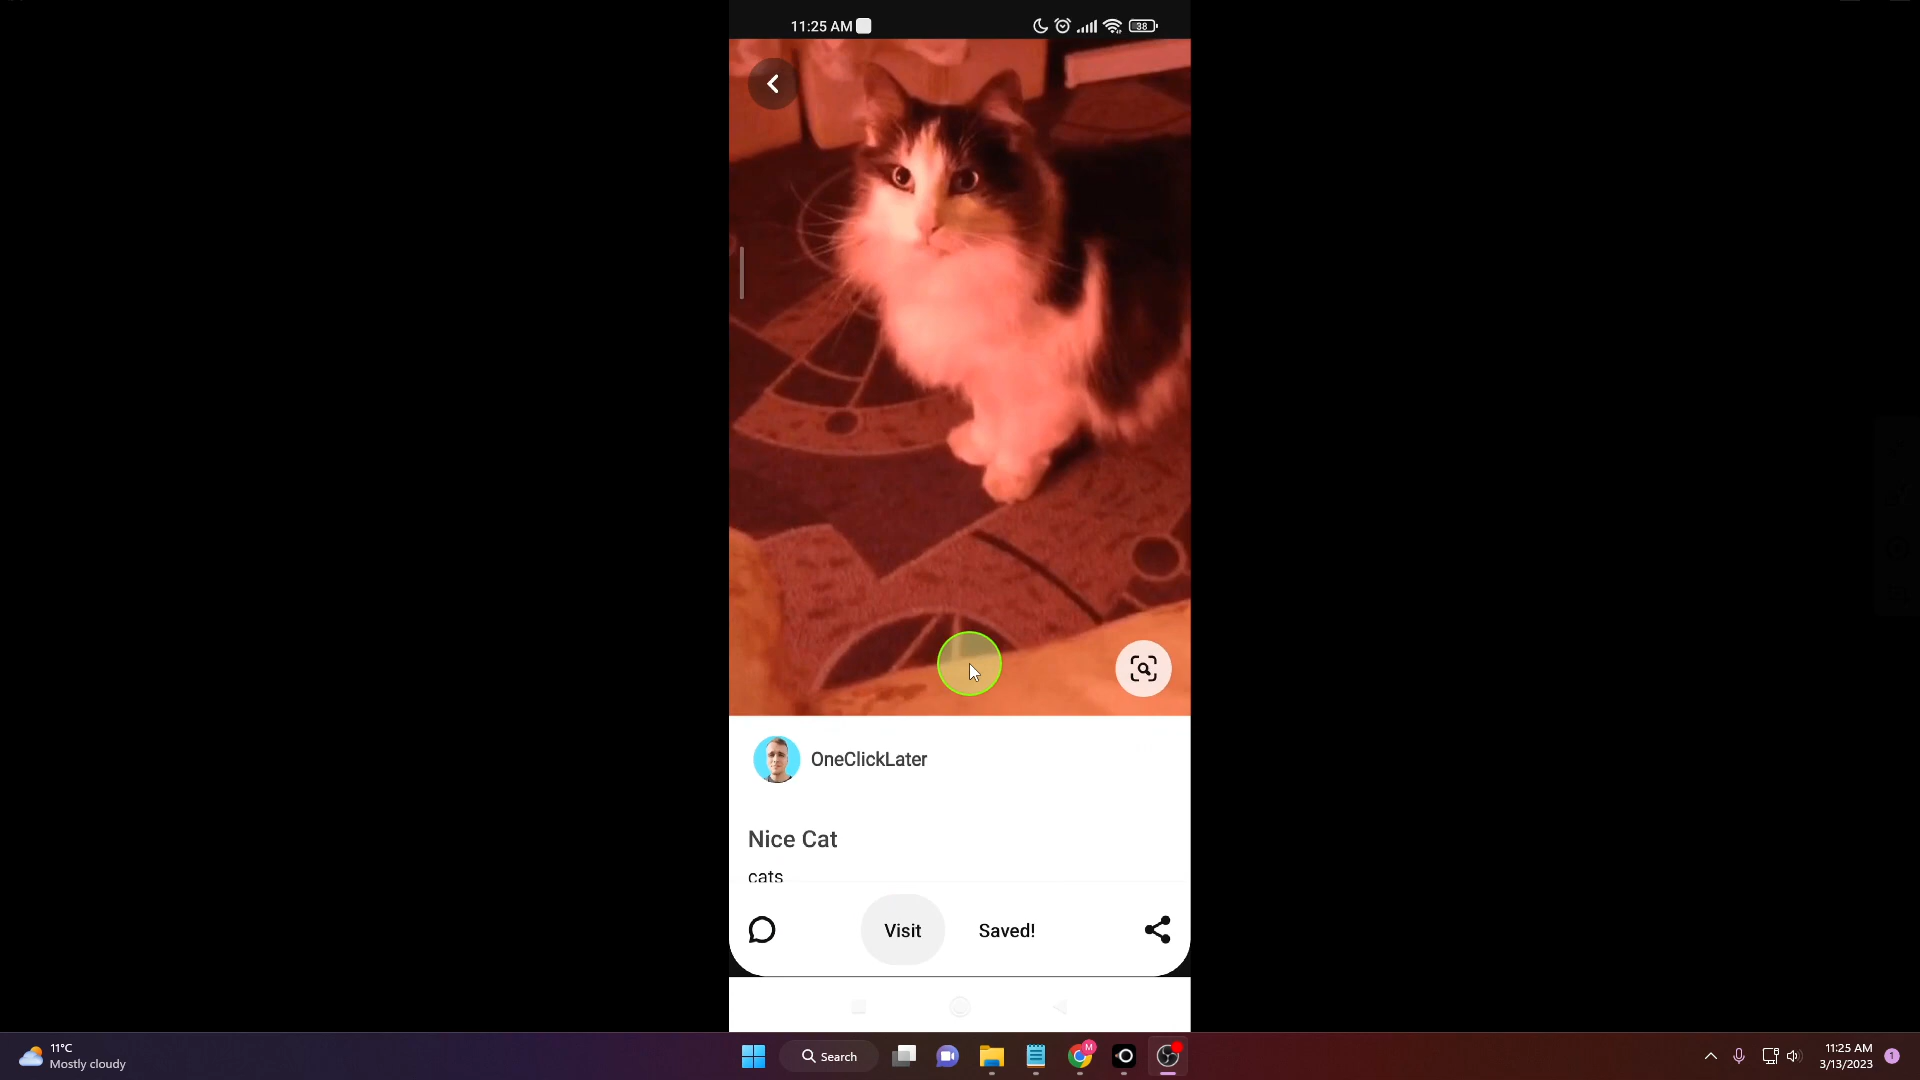 11:25 AM
38
OneClickLater
Nice Cat
cats
Visit
Saved!
11°C
Mostly cloudy
Search
M
11:25 AM
3/13/2023
1